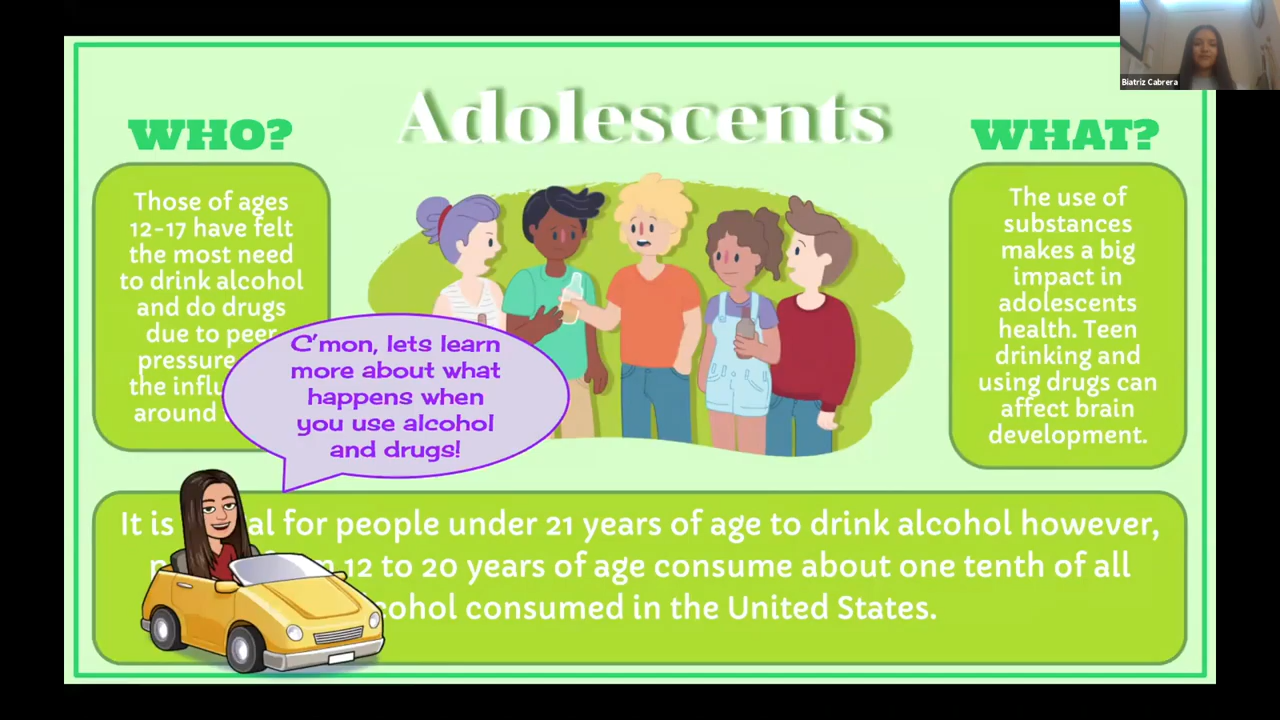 Biatriz Cabrera
Adolescents
WHO?
Those of ages
12-17 have felt
the most need
to drink alcohol
and do drugs
due to peer
pressure
the
around
C'mon, lets learn
more about what
happens when
you use alcohol
and drugs!
WHAT?
The use of
substances
makes a big
impact in
adolescents
health. Teen
drinking and
using drugs can
affect brain
development.
It is for people under 21 years of age to drink alcohol however,
12 to 20 years of age consume about one tenth of all
consumed in the United States.